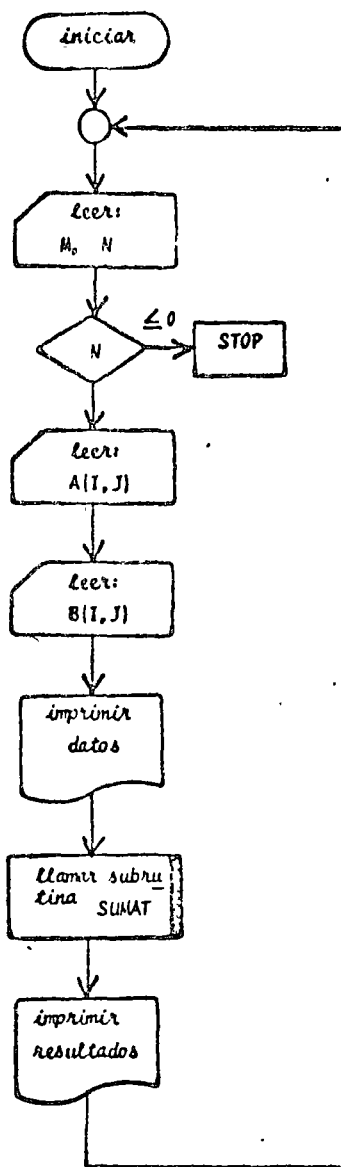 iniciar
leer:
M, N
≤ 0
N
STOP
leer:
A(I,J)
leer:
B(I,J)
imprimir
datos
llamar subru
tina
SUMAT
imprimir
resultados